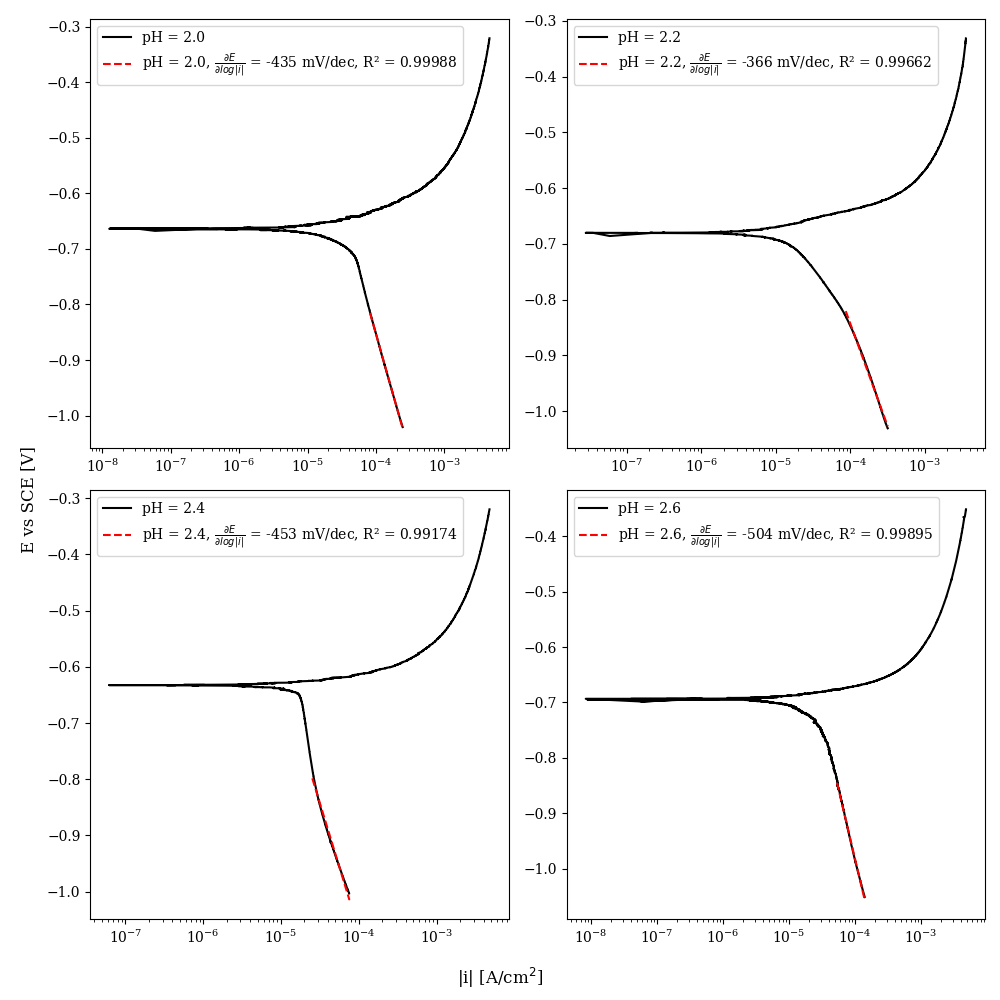 −0.3
−0.4
−0.5
−0.6
−0.7
−0.8
−0.9
−1.0
pH = 2.0
pH = 2.0, ∂E/∂log|i| = -435 mV/dec, R² = 0.99988
10⁻⁸ 10⁻⁷ 10⁻⁶ 10⁻⁵ 10⁻⁴ 10⁻³
−0.3
−0.4
−0.5
−0.6
−0.7
−0.8
−0.9
−1.0
pH = 2.2
pH = 2.2, ∂E/∂log|i| = -366 mV/dec, R² = 0.99662
10⁻⁷ 10⁻⁶ 10⁻⁵ 10⁻⁴ 10⁻³
E vs SCE [V]
−0.3
−0.4
−0.5
−0.6
−0.7
−0.8
−0.9
−1.0
pH = 2.4
pH = 2.4, ∂E/∂log|i| = -453 mV/dec, R² = 0.99174
10⁻⁷ 10⁻⁶ 10⁻⁵ 10⁻⁴ 10⁻³
−0.4
−0.5
−0.6
−0.7
−0.8
−0.9
−1.0
pH = 2.6
pH = 2.6, ∂E/∂log|i| = -504 mV/dec, R² = 0.99895
10⁻⁸ 10⁻⁷ 10⁻⁶ 10⁻⁵ 10⁻⁴ 10⁻³
|i| [A/cm²]